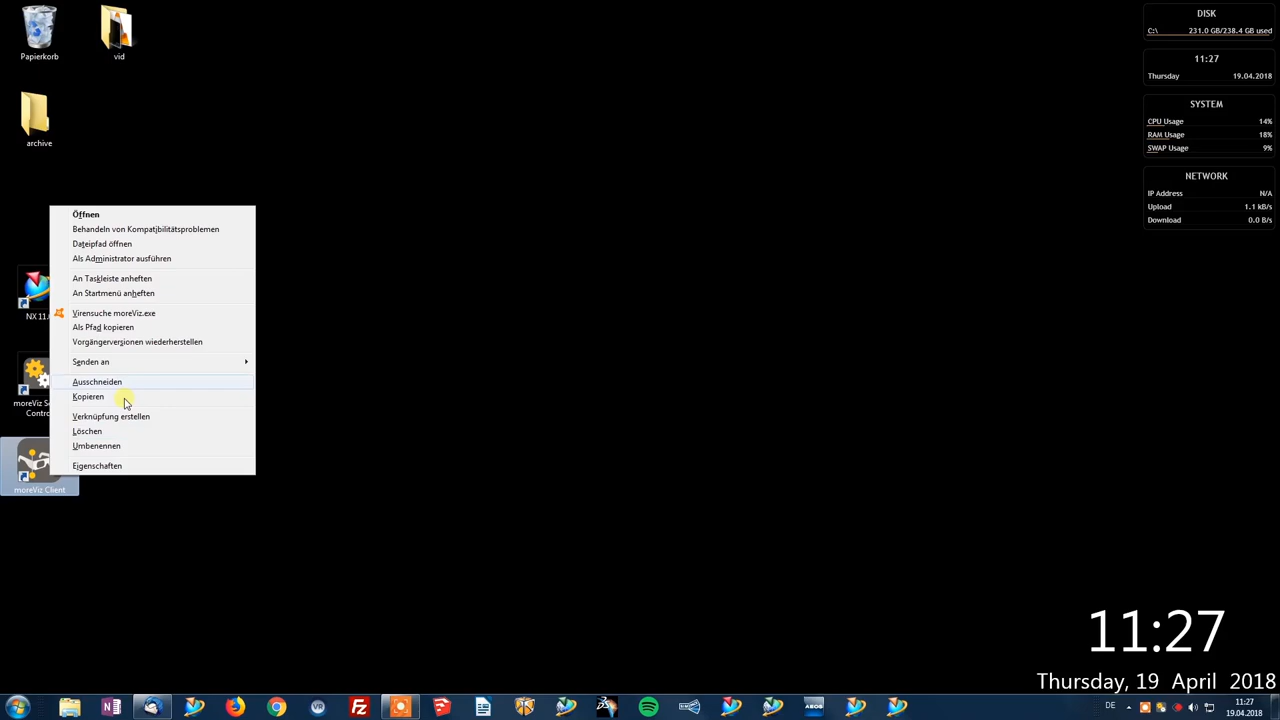 Papierkorb
vid
archive
NX 11.
moreViz Se
Contro
moreViz Client
Öffnen
Behandeln von Kompatibilitätsproblemen
Dateipfad öffnen
Als Administrator ausführen
An Taskleiste anheften
An Startmenü anheften
Virensuche moreViz.exe
Als Pfad kopieren
Vorgängerversionen wiederherstellen
Senden an
Ausschneiden
Kopieren
Verknüpfung erstellen
Löschen
Umbenennen
Eigenschaften
DISK
C:\ 231.0 GB/238.4 GB used
11:27
Thursday 19.04.2018
SYSTEM
CPU Usage 14%
RAM Usage 18%
SWAP Usage 9%
NETWORK
IP Address N/A
Upload 1.1 kB/s
Download 0.0 B/s
11:27
Thursday, 19 April 2018
N
VR
Fz
ABOG
DE
11:27
19.04.2018